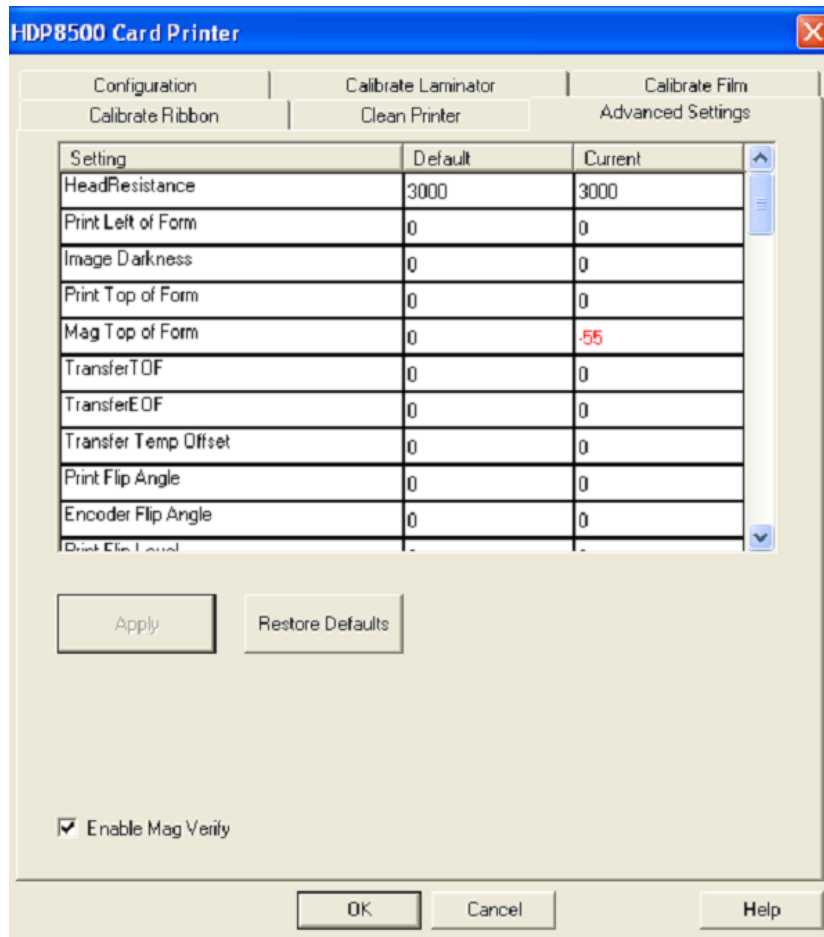 HDP8500 Card Printer
Configuration Calibrate Laminator Calibrate Film
Calibrate Ribbon Clean Printer Advanced Settings
Setting Default Current
HeadResistance 3000 3000
Print Left of Form 0 0
Image Darkness 0 0
Print Top of Form 0 0
Mag Top of Form 0 -55
TransferTOF 0 0
TransferEOF 0 0
Transfer Temp Offset 0 0
Print Flip Angle 0 0
Encoder Flip Angle 0 0
Print Flip Level
Apply Restore Defaults
Enable Mag Verify
OK Cancel Help